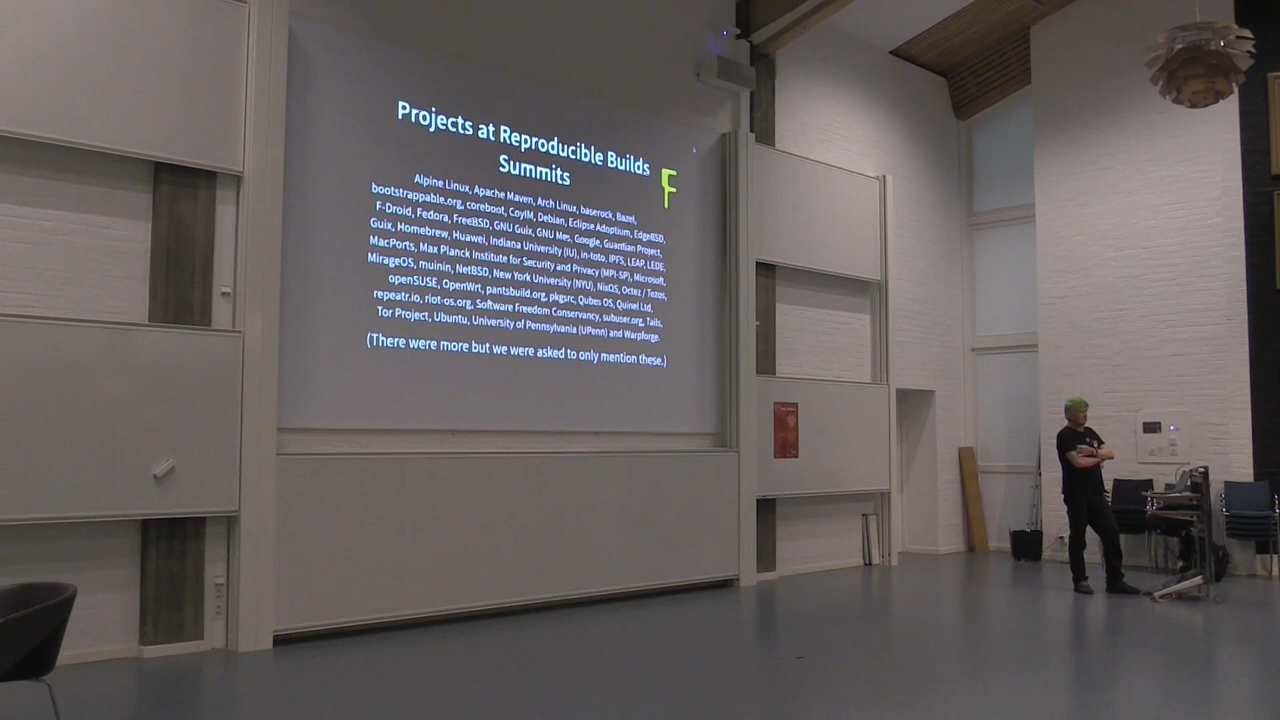 Projects at Reproducible Builds
Summits
F
Alpine Linux, Apache Maven, Arch Linux, baserock, Bazel,
bootstrappable.org, coreboot, CoyIM, Debian, Eclipse Adoptium, EdgeBSD,
F-Droid, Fedora, FreeBSD, GNU Guix, GNU Mes, Google, Guardian Project,
Guix, Homebrew, Huawei, Indiana University (IU), in-toto, IPFS, LEAP, LEDE,
MacPorts, Max Planck Institute for Security and Privacy (MPI-SP), Microsoft,
MirageOS, muinin, NetBSD, New York University (NYU), NixOS, Octez / Tezos,
openSUSE, OpenWrt, pantsbuild.org, pkgsrc, Qubes OS, Quinel Ltd,
repeatr.io, riot-os.org, Software Freedom Conservancy, subuser.org, Tails,
Tor Project, Ubuntu, University of Pennsylvania (UPenn) and Warpforge.
(There were more but we were asked to only mention these.)